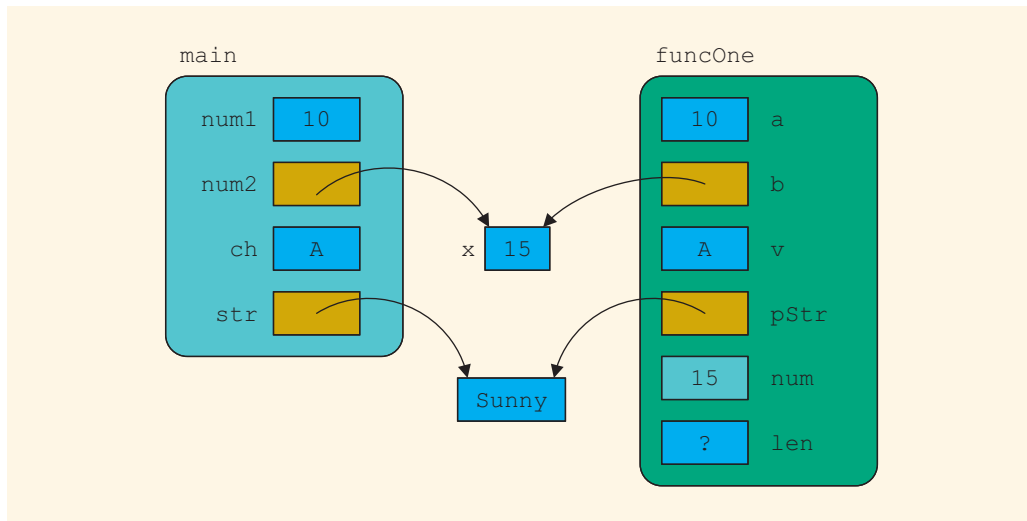 main
funcOne
num1 10
10 a
num2
b
ch A
x 15
A v
str
pStr
Sunny
15 num
? len